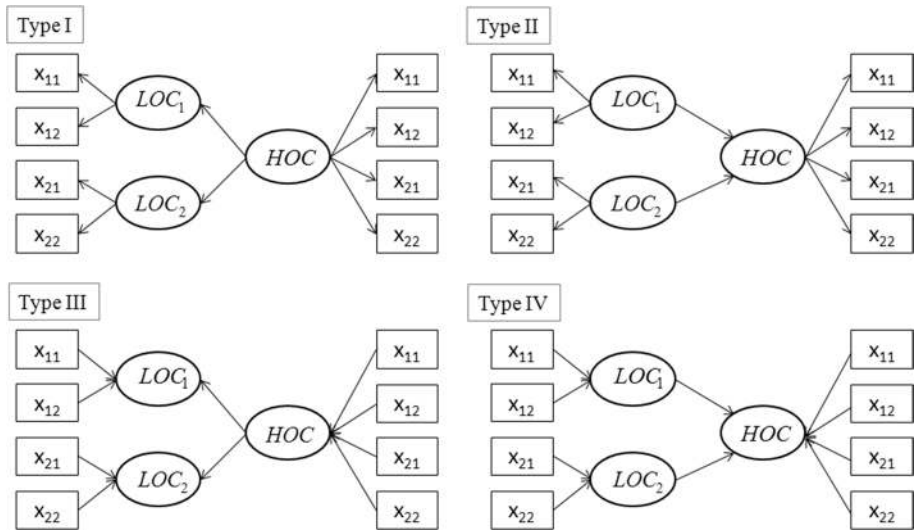 Type I
x₁₁
x₁₂
x₂₁
x₂₂
LOC₁
LOC₂
HOC
x₁₁
x₁₂
x₂₁
x₂₂
Type II
x₁₁
x₁₂
x₂₁
x₂₂
LOC₁
LOC₂
HOC
x₁₁
x₁₂
x₂₁
x₂₂
Type III
x₁₁
x₁₂
x₂₁
x₂₂
LOC₁
LOC₂
HOC
x₁₁
x₁₂
x₂₁
x₂₂
Type IV
x₁₁
x₁₂
x₂₁
x₂₂
LOC₁
LOC₂
HOC
x₁₁
x₁₂
x₂₁
x₂₂